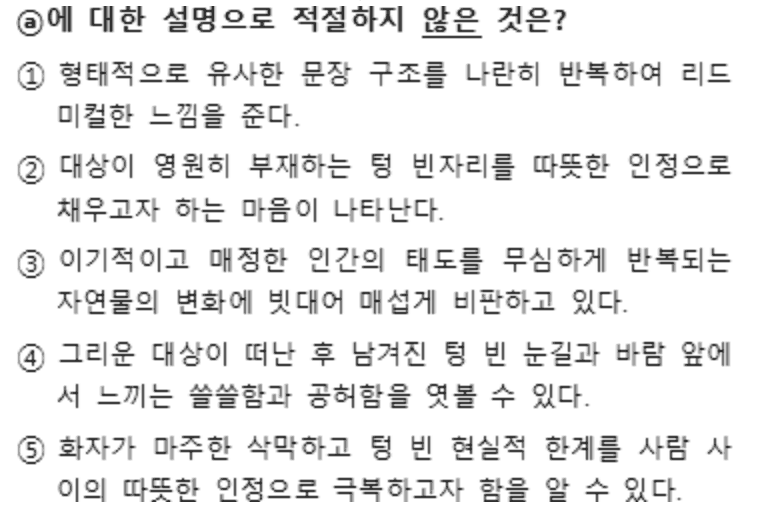 ⓐ에 대한 설명으로 적절하지 않은 것은?
① 형태적으로 유사한 문장 구조를 나란히 반복하여 리드
미컬한 느낌을 준다.
② 대상이 영원히 부재하는 텅 빈자리를 따뜻한 인정으로
채우고자 하는 마음이 나타난다.
③ 이기적이고 매정한 인간의 태도를 무심하게 반복되는
자연물의 변화에 빗대어 매섭게 비판하고 있다.
④ 그리운 대상이 떠난 후 남겨진 텅 빈 눈길과 바람 앞에
서 느끼는 쓸쓸함과 공허함을 엿볼 수 있다.
⑤ 화자가 마주한 삭막하고 텅 빈 현실적 한계를 사람 사
이의 따뜻한 인정으로 극복하고자 함을 알 수 있다.